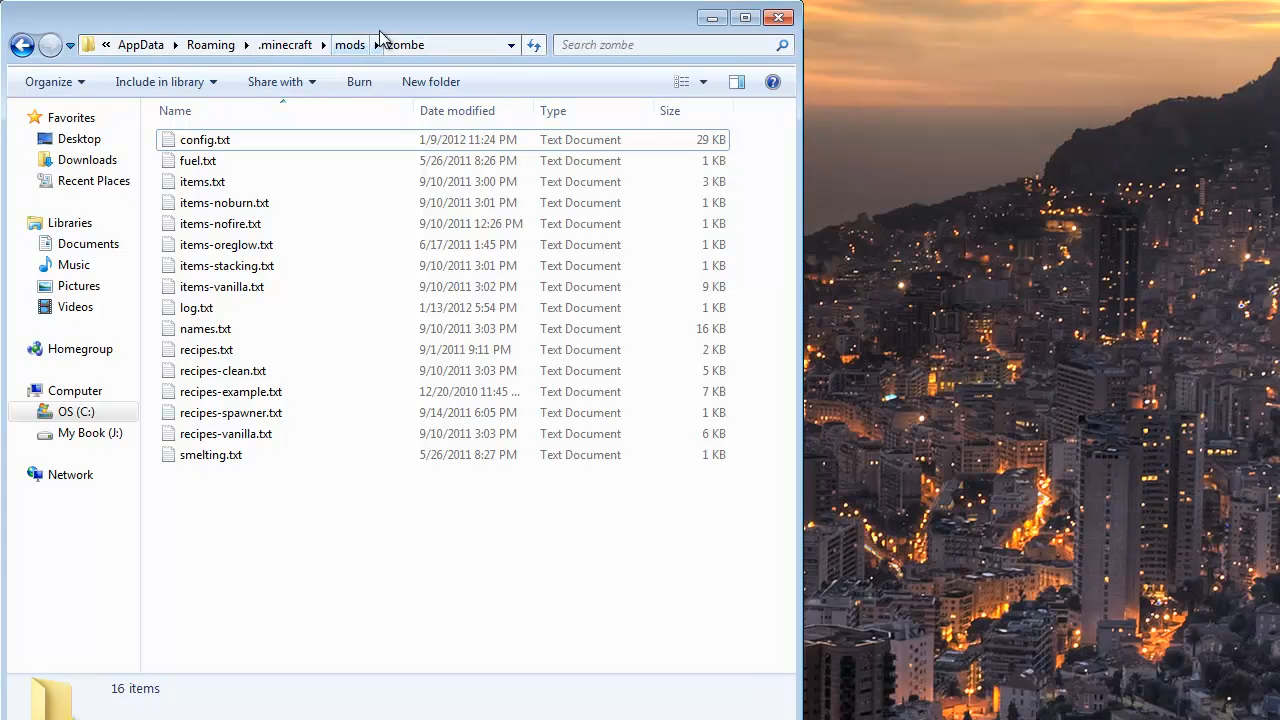 « AppData Roaming .minecraft mods zombe
Search zombe
Organize Include in library Share with Burn New folder
Name Date modified Type Size
Favorites
Desktop
Downloads
Recent Places
Libraries
Documents
Music
Pictures
Videos
Homegroup
Computer
OS (C:)
My Book (J:)
Network
config.txt 1/9/2012 11:24 PM Text Document 29 KB
fuel.txt 5/26/2011 8:26 PM Text Document 1 KB
items.txt 9/10/2011 3:00 PM Text Document 3 KB
items-noburn.txt 9/10/2011 3:01 PM Text Document 1 KB
items-nofire.txt 9/10/2011 12:26 PM Text Document 1 KB
items-oreglow.txt 6/17/2011 1:45 PM Text Document 1 KB
items-stacking.txt 9/10/2011 3:01 PM Text Document 1 KB
items-vanilla.txt 9/10/2011 3:02 PM Text Document 9 KB
log.txt 1/13/2012 5:54 PM Text Document 1 KB
names.txt 9/10/2011 3:03 PM Text Document 16 KB
recipes.txt 9/1/2011 9:11 PM Text Document 2 KB
recipes-clean.txt 9/10/2011 3:03 PM Text Document 5 KB
recipes-example.txt 12/20/2010 11:45 ... Text Document 7 KB
recipes-spawner.txt 9/14/2011 6:05 PM Text Document 1 KB
recipes-vanilla.txt 9/10/2011 3:03 PM Text Document 6 KB
smelting.txt 5/26/2011 8:27 PM Text Document 1 KB
16 items